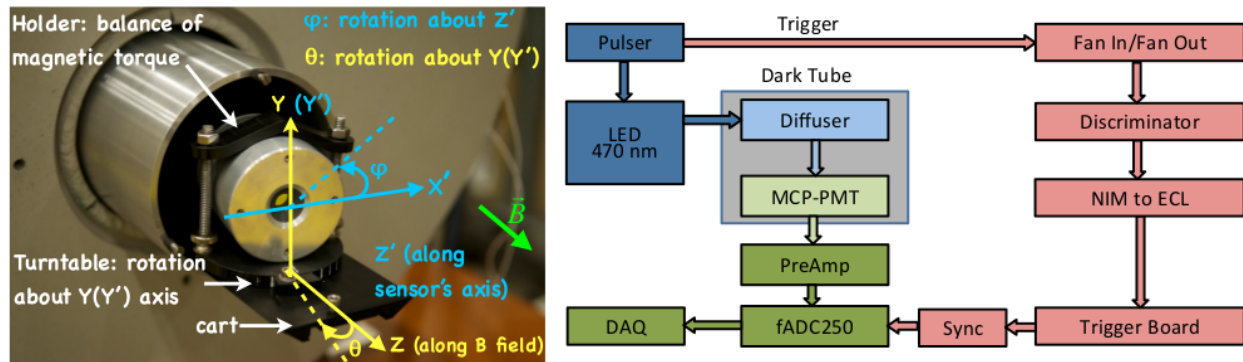 Holder: balance of
magnetic torque
φ: rotation about Z'
θ: rotation about Y(Y')
Y (Y')
φ
X'
B
Z' (along
sensor's axis)
Turntable: rotation
about Y(Y') axis
cart
θ
Z (along B field)
Pulser
Trigger
Fan In/Fan Out
Dark Tube
LED
470 nm
Diffuser
Discriminator
MCP-PMT
NIM to ECL
PreAmp
DAQ
fADC250
Sync
Trigger Board